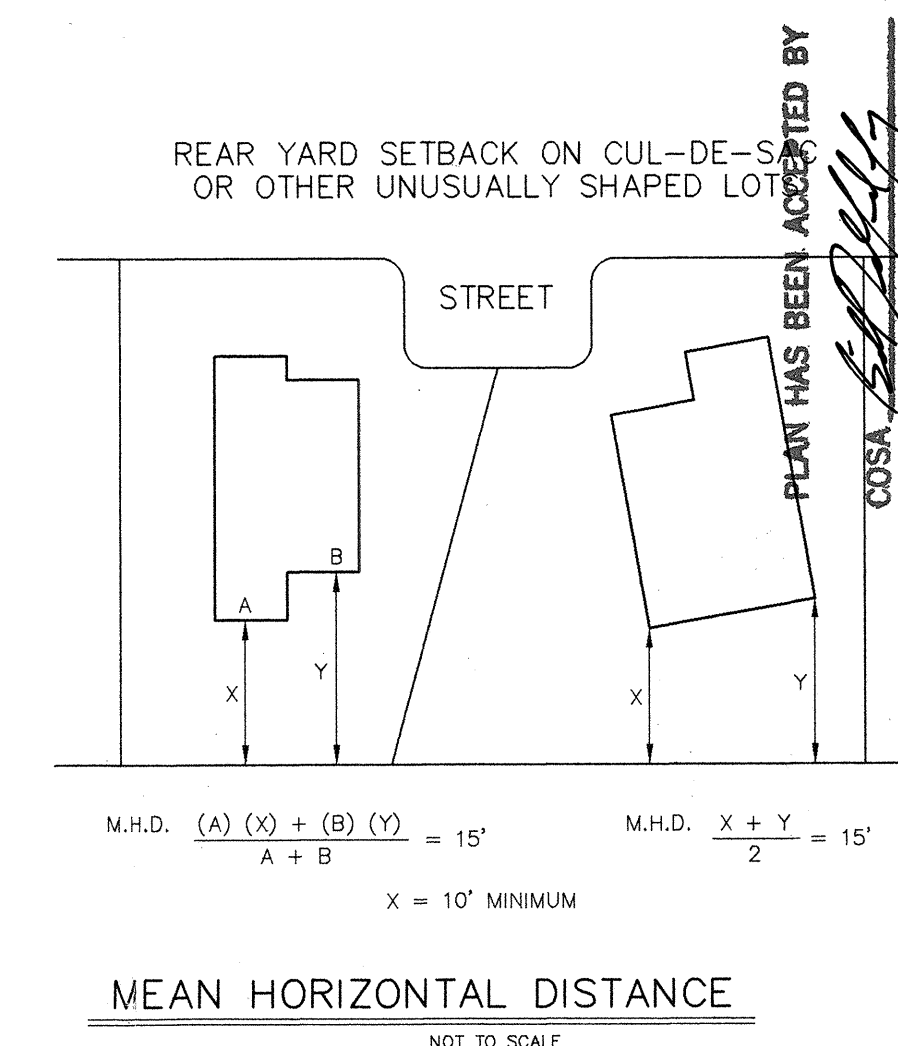 REAR YARD SETBACK ON CUL-DE-SAC
OR OTHER UNUSUALLY SHAPED LOTS
PLAN HAS BEEN ACCEPTED BY
COSA
STREET
A
B
X
Y
X
Y
M.H.D. (A) (X) + (B) (Y) / A + B = 15'
M.H.D. X + Y / 2 = 15'
X = 10' MINIMUM
MEAN HORIZONTAL DISTANCE
NOT TO SCALE